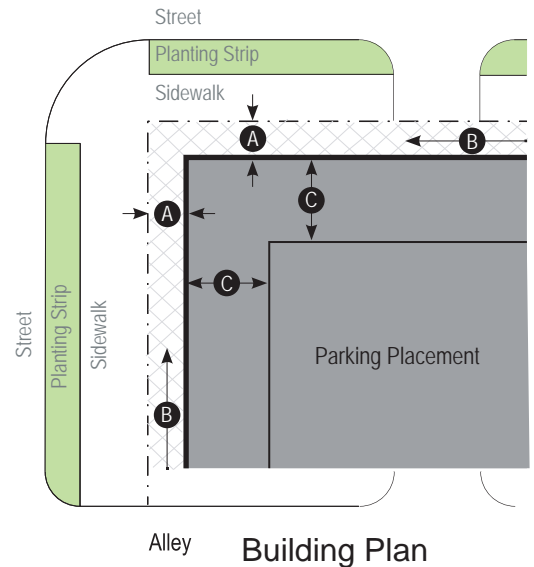 Street
Planting Strip
Sidewalk
A
B
C
A
C
Street
Planting Strip
Sidewalk
Parking Placement
B
Alley
Building Plan